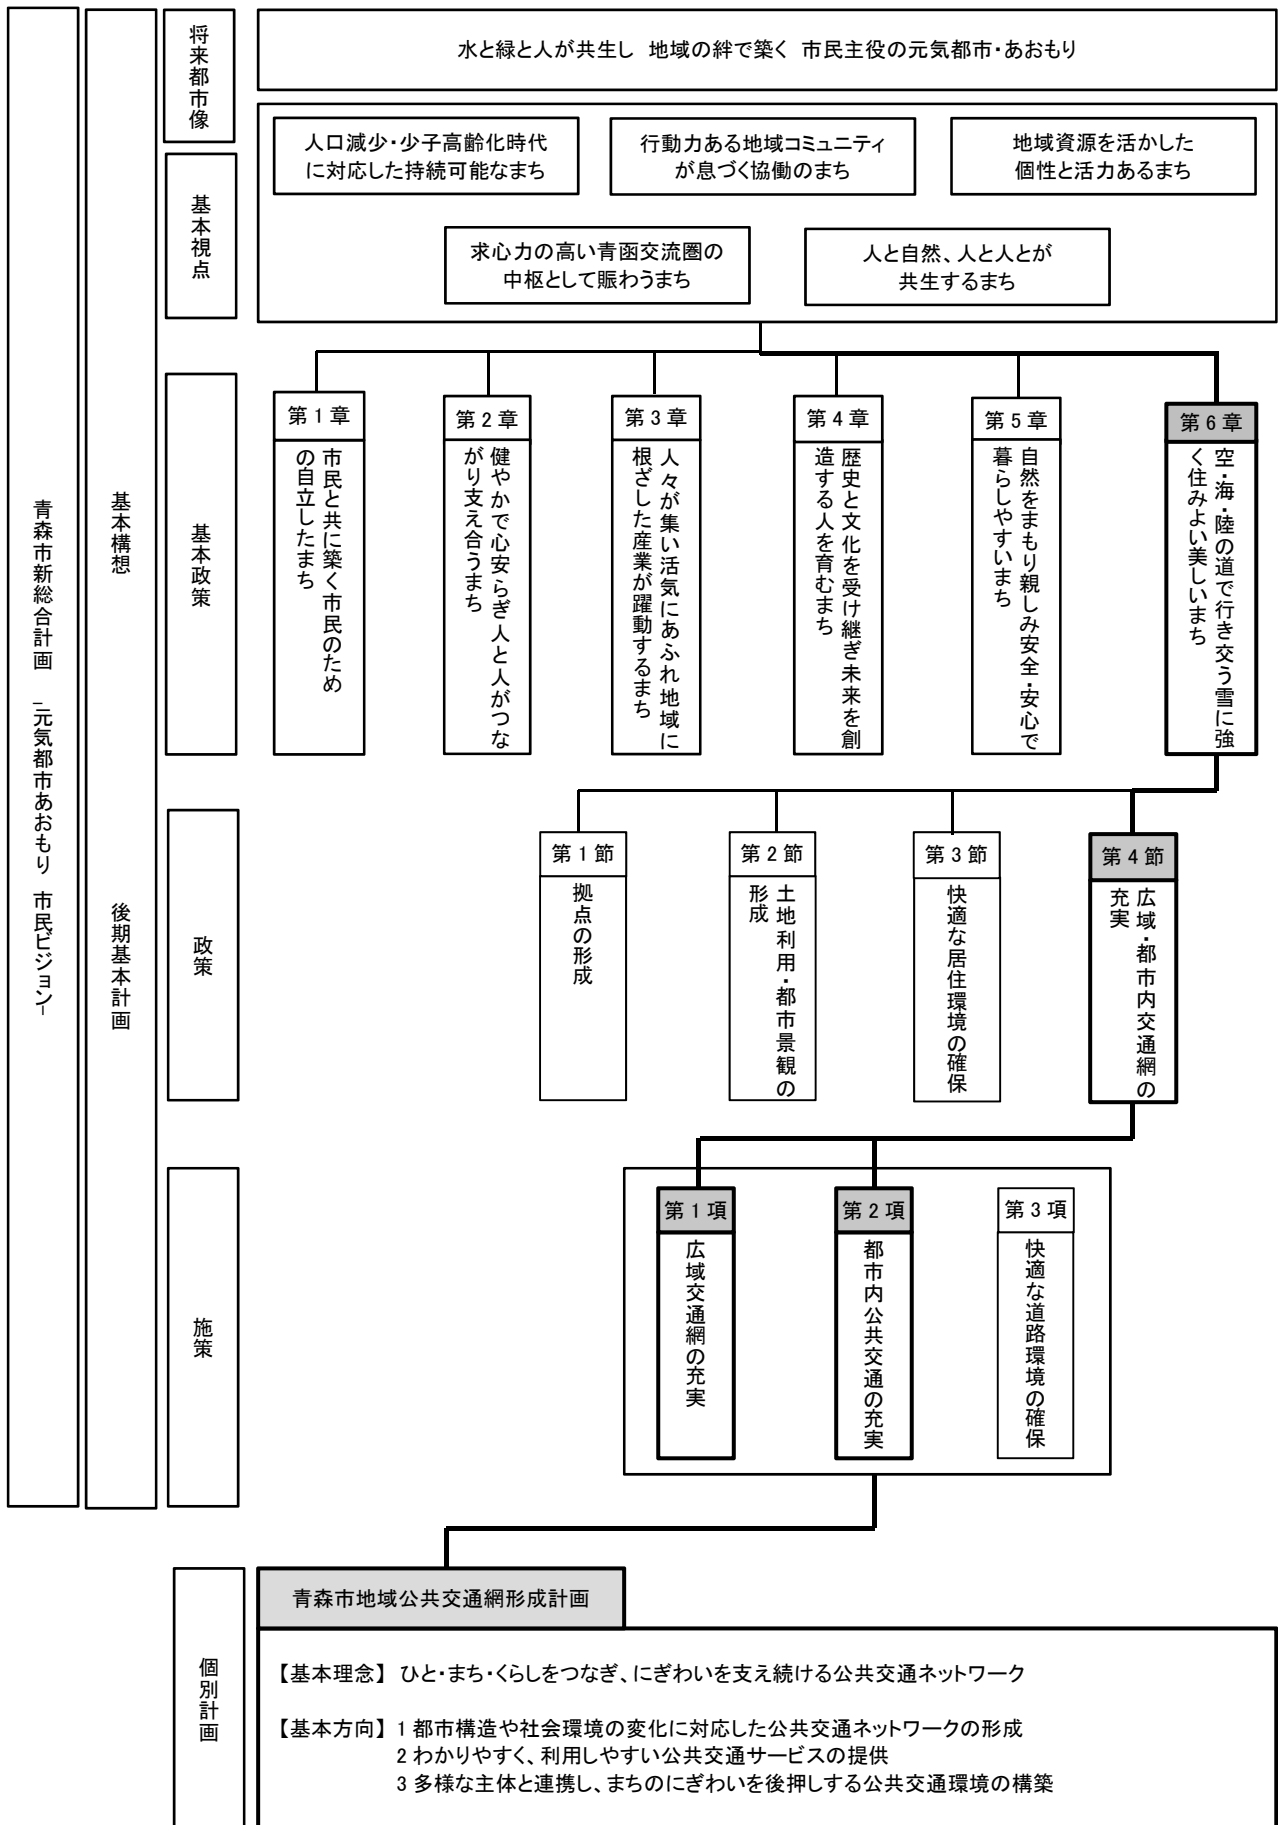 青森市新総合計画 -元気都市あおもり 市民ビジョン-
基本構想
後期基本計画
将来都市像
水と緑と人が共生し 地域の絆で築く 市民主役の元気都市・あおもり
基本視点
人口減少・少子高齢化時代
に対応した持続可能なまち
行動力ある地域コミュニティ
が息づく協働のまち
地域資源を活かした
個性と活力あるまち
求心力の高い青函交流圏の
中枢として賑わうまち
人と自然、人と人とが
共生するまち
基本政策
第1章
市民と共に築く市民のため
の自立したまち
第2章
健やかで心安らぎ人と人がつな
がり支え合うまち
第3章
人々が集い活気にあふれ地域に
根ざした産業が躍動するまち
第4章
歴史と文化を受け継ぎ未来を創
造する人を育むまち
第5章
自然をまもり親しみ安全・安心で
暮らしやすいまち
第6章
空・海・陸の道で行き交う雪に強
く住みよい美しいまち
政策
第1節
拠点の形成
第2節
土地利用・都市景観の
形成
第3節
快適な居住環境の確保
第4節
広域・都市内交通網の
充実
施策
第1項
広域交通網の充実
第2項
都市内公共交通の充実
第3項
快適な道路環境の確保
個別計画
青森市地域公共交通網形成計画
【基本理念】 ひと・まち・くらしをつなぎ、にぎわいを支え続ける公共交通ネットワーク
【基本方向】 1 都市構造や社会環境の変化に対応した公共交通ネットワークの形成
2 わかりやすく、利用しやすい公共交通サービスの提供
3 多様な主体と連携し、まちのにぎわいを後押しする公共交通環境の構築